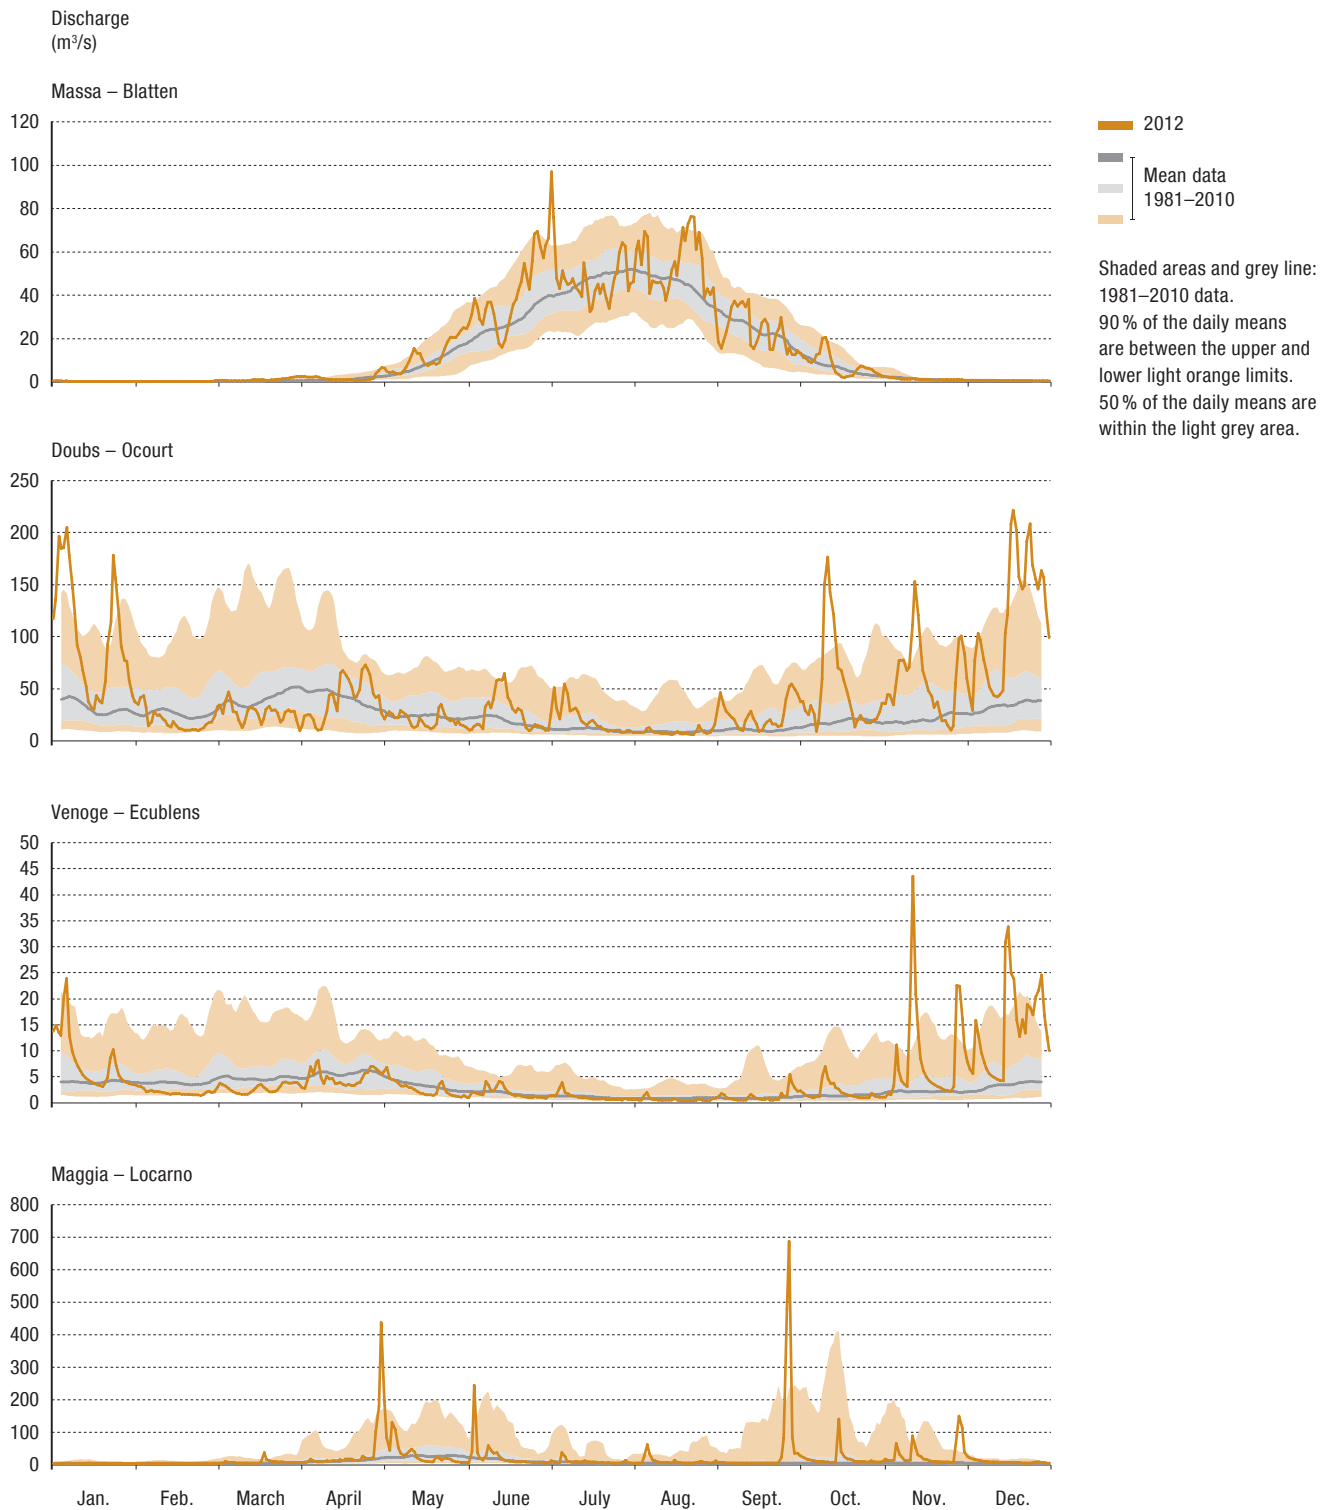 Discharge
(m³/s)
Massa – Blatten
120
100
80
60
40
20
0
2012
Mean data
1981–2010
Shaded areas and grey line:
1981–2010 data.
90 % of the daily means
are between the upper and
lower light orange limits.
50 % of the daily means are
within the light grey area.
Doubs – Ocourt
250
200
150
100
50
0
Venoge – Ecublens
50
45
40
35
30
25
20
15
10
5
0
Maggia – Locarno
800
700
600
500
400
300
200
100
0
Jan. Feb. March April May June July Aug. Sept. Oct. Nov. Dec.